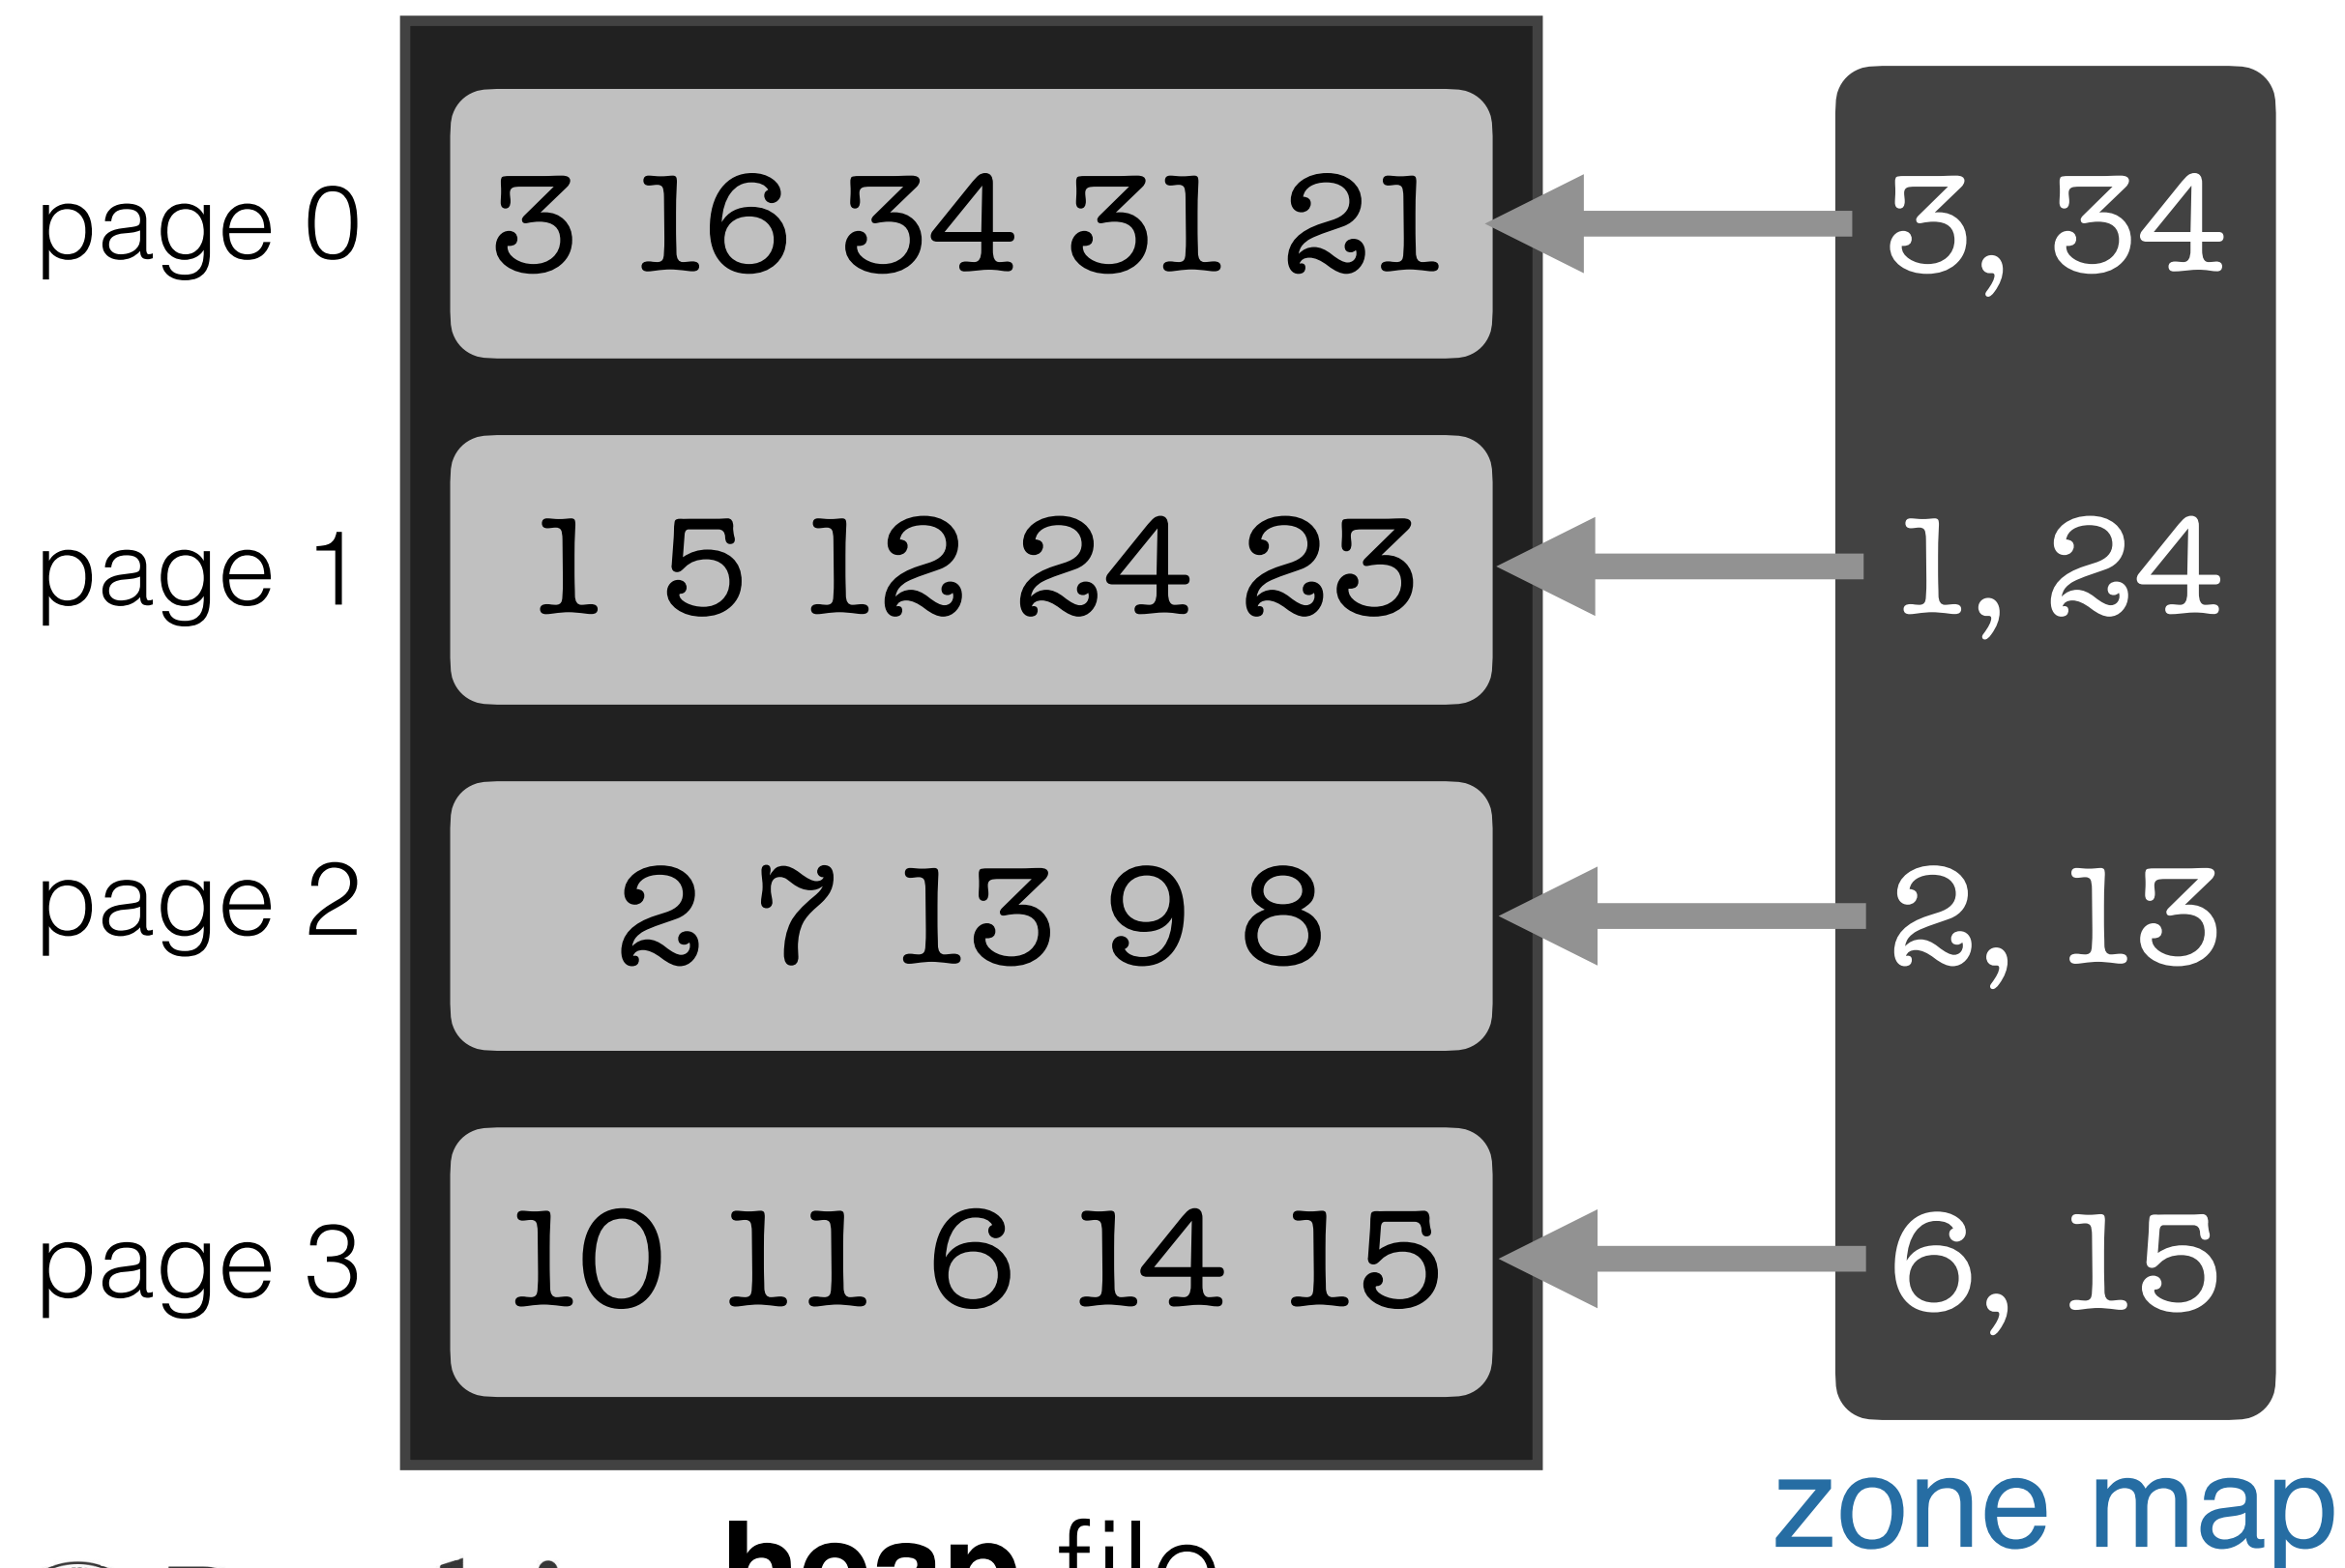 page 0 3 16 34 31 21 3, 34
page 1 1 5 12 24 23 1, 24
page 2 2 7 13 9 8 2, 13
page 3 10 11 6 14 15 6, 15
zone map
heap file